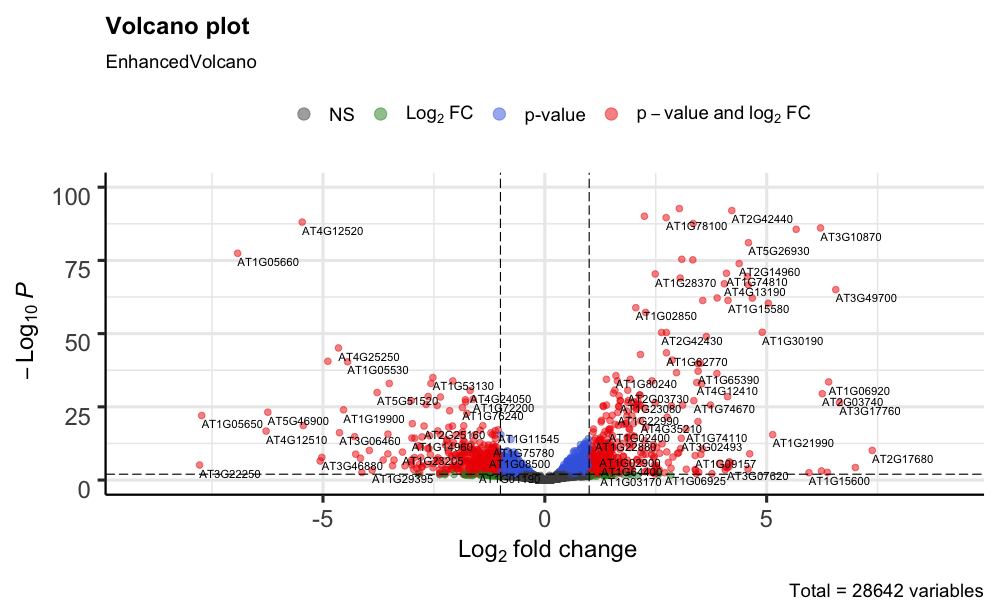 Volcano plot
EnhancedVolcano
NS Log2 FC p-value p − value and log2 FC
− Log10 P
100
75
50
25
0
AT2G42440
AT1G78100
AT4G12520
AT3G10870
AT5G26930
AT1G05660
AT2G14960
AT1G28370
AT1G74810
AT4G13190
AT3G49700
AT1G15580
AT1G02850
AT2G42430
AT1G30190
AT4G25250
AT1G05530
AT1G62770
AT1G65390
AT1G80240
AT1G53130
AT4G12410
AT1G06920
AT5G51520
AT4G24050
AT2G03730
AT2G03740
AT1G72200
AT1G23080
AT1G74670
AT3G17760
AT1G76240
AT1G19900
AT5G46900
AT1G05650
AT1G22990
AT4G35210
AT2G25160
AT1G11545
AT4G12510
AT3G06460
AT1G02400
AT1G74110
AT1G21990
AT1G14960
AT1G22880
AT3G02493
AT1G75780
AT2G17680
AT1G23205
AT1G08500
AT1G02900
AT1G09157
AT3G46880
AT1G64400
AT3G22250
AT3G07620
AT1G29395
AT1G01190
AT1G03170
AT1G06925
AT1G15600
-5 0 5
Log2 fold change
Total = 28642 variables